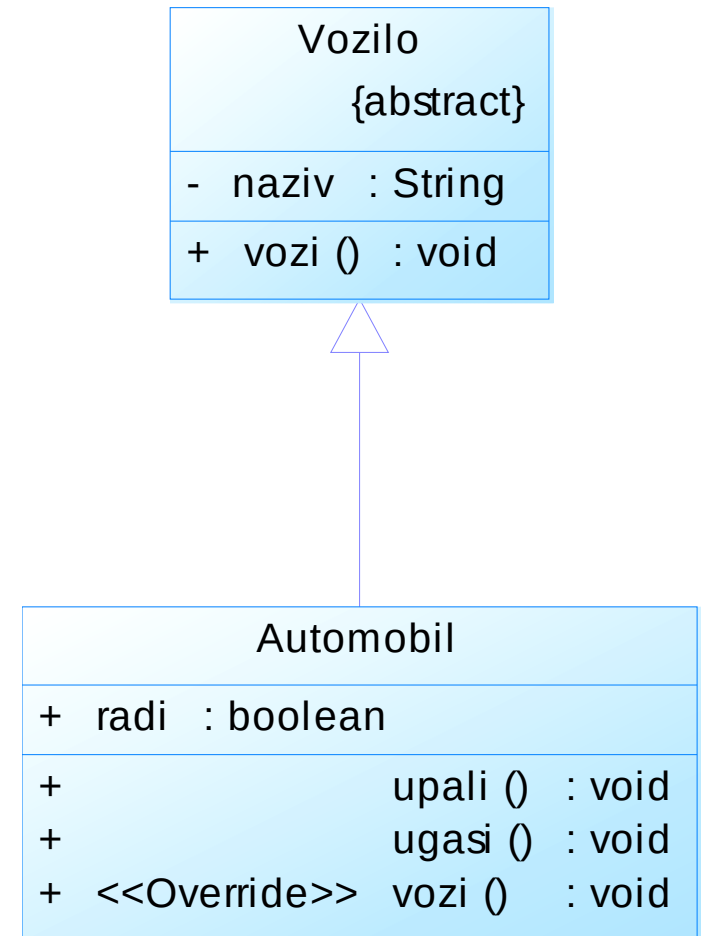 Vozilo
{abstract}
- naziv : String
+ vozi () : void
Automobil
+ radi : boolean
+ upali () : void
+ ugasi () : void
+ <<Override>> vozi () : void